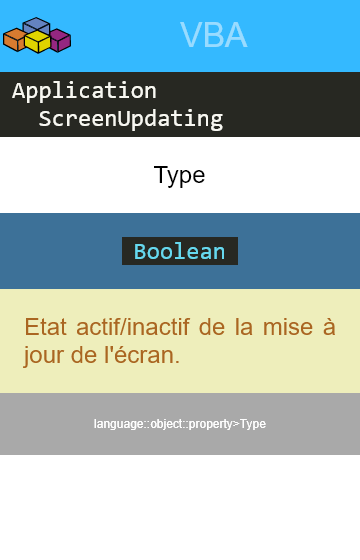 VBA
Application
ScreenUpdating
Type
Boolean
Etat actif/inactif de la mise à
jour de l'écran.
language::object::property>Type